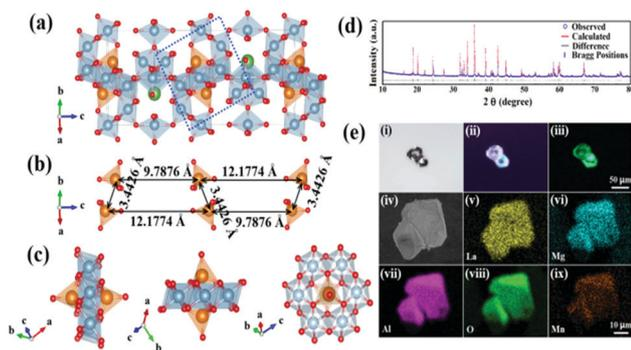 (a)
b
c
a
(b)
9.7876 Å
12.1774 Å
3.4426 Å
3.4426 Å
3.4426 Å
12.1774 Å
9.7876 Å
b
c
a
(c)
c
a
b
a
c
b
a
c
b
(d)
Intensity (a.u.)
Observed
Calculated
Difference
Bragg Positions
10 20 30 40 50 60 70 80
2 θ (degree)
(e)
(i)
(ii)
(iii)
50 μm
(iv)
(v)
La
(vi)
Mg
(vii)
Al
(viii)
O
(ix)
Mn
10 μm